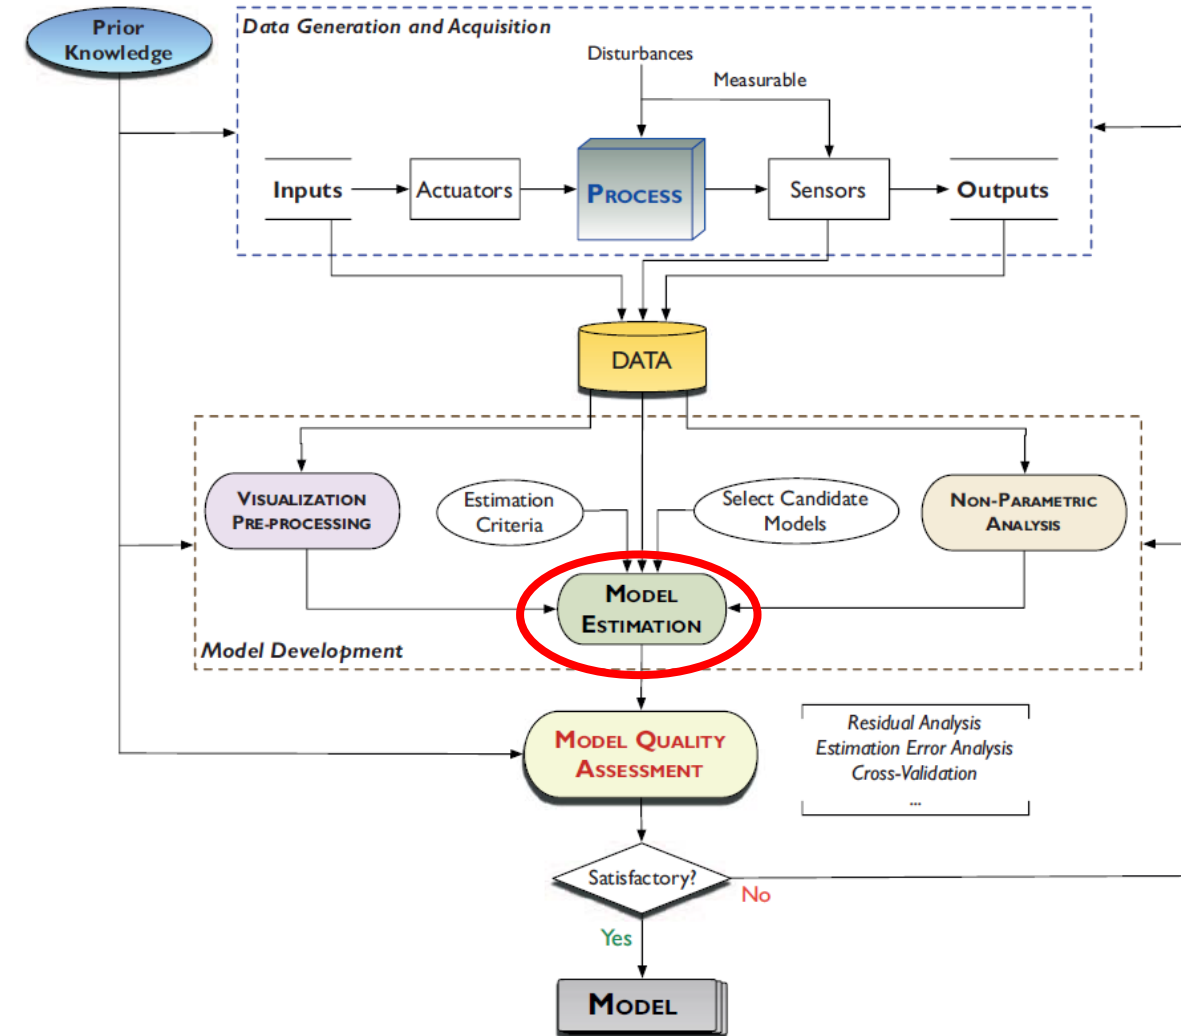 Prior
Knowledge
Data Generation and Acquisition
Disturbances
Measurable
Inputs
Actuators
PROCESS
Sensors
Outputs
DATA
VISUALIZATION
PRE-PROCESSING
Estimation
Criteria
Select Candidate
Models
NON-PARAMETRIC
ANALYSIS
MODEL
ESTIMATION
Model Development
MODEL QUALITY
ASSESSMENT
Residual Analysis
Estimation Error Analysis
Cross-Validation
...
Satisfactory?
No
Yes
MODEL